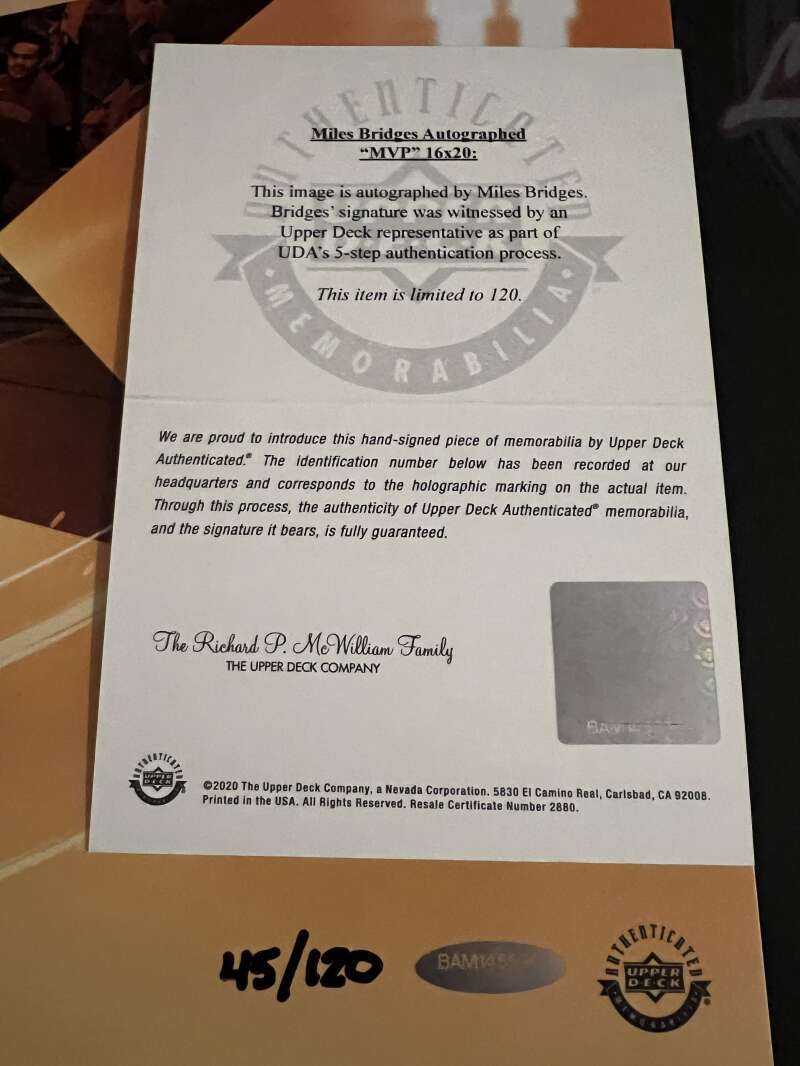 AUTHENTICATED
Miles Bridges Autographed
“MVP” 16x20:
This image is autographed by Miles Bridges.
Bridges’ signature was witnessed by an
Upper Deck representative as part of
UDA’s 5-step authentication process.
This item is limited to 120.
MEMORABILIA
We are proud to introduce this hand-signed piece of memorabilia by Upper Deck
Authenticated.® The identification number below has been recorded at our
headquarters and corresponds to the holographic marking on the actual item.
Through this process, the authenticity of Upper Deck Authenticated® memorabilia,
and the signature it bears, is fully guaranteed.
The Richard P. McWilliam Family
THE UPPER DECK COMPANY
AUTHENTICATED
UPPER
DECK
©2020 The Upper Deck Company, a Nevada Corporation. 5830 El Camino Real, Carlsbad, CA 92008.
Printed in the USA. All Rights Reserved. Resale Certificate Number 2880.
45/120
AUTHENTICATED
UPPER
DECK
MEMORABILIA